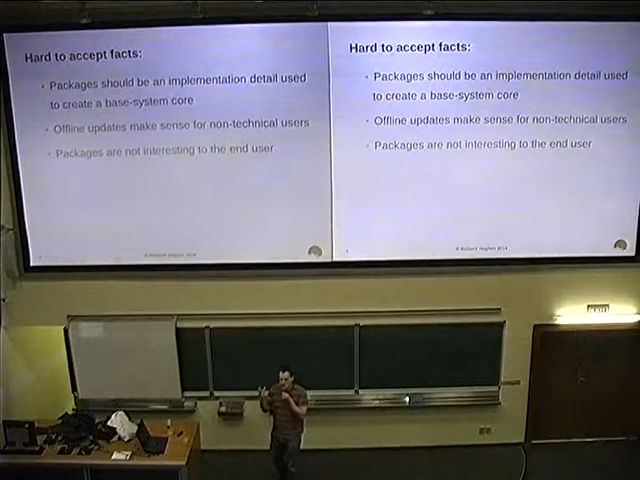 Hard to accept facts:
• Packages should be an implementation detail used
to create a base-system core
• Offline updates make sense for non-technical users
• Packages are not interesting to the end user
© Richard Hughes 2014
Hard to accept facts:
• Packages should be an implementation detail used
to create a base-system core
• Offline updates make sense for non-technical users
• Packages are not interesting to the end user
© Richard Hughes 2014